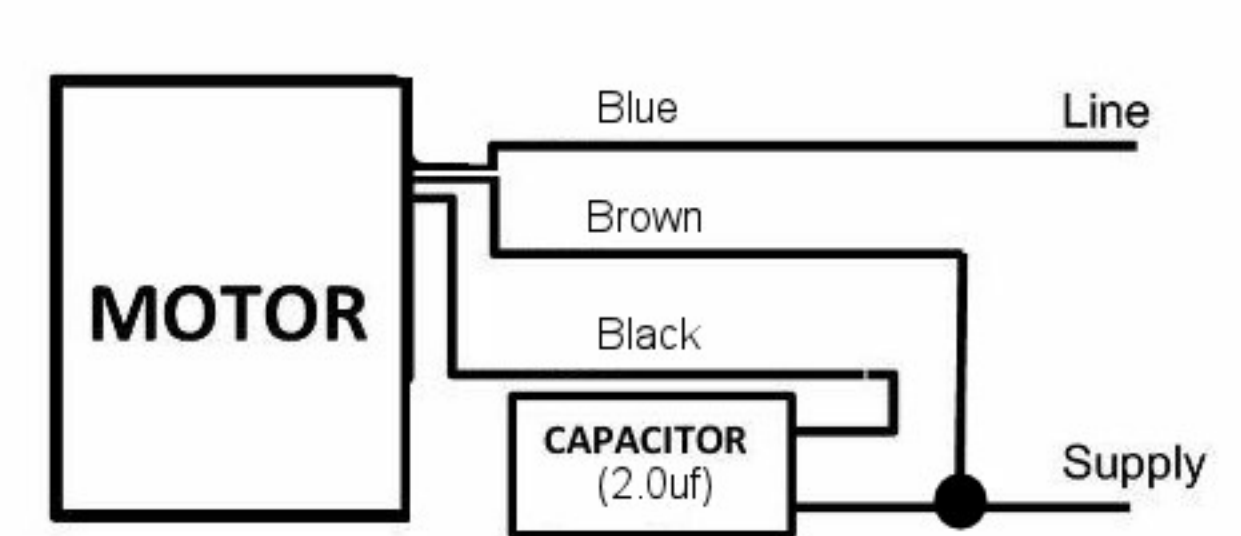 Blue
Line
Brown
MOTOR
Black
CAPACITOR
(2.0uf)
Supply